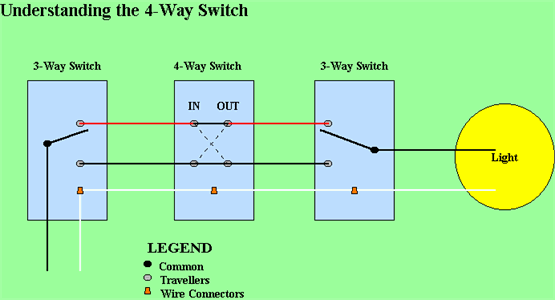 Understanding the 4-Way Switch
3-Way Switch 4-Way Switch 3-Way Switch
IN OUT
Light
LEGEND
Common
Travellers
Wire Connectors